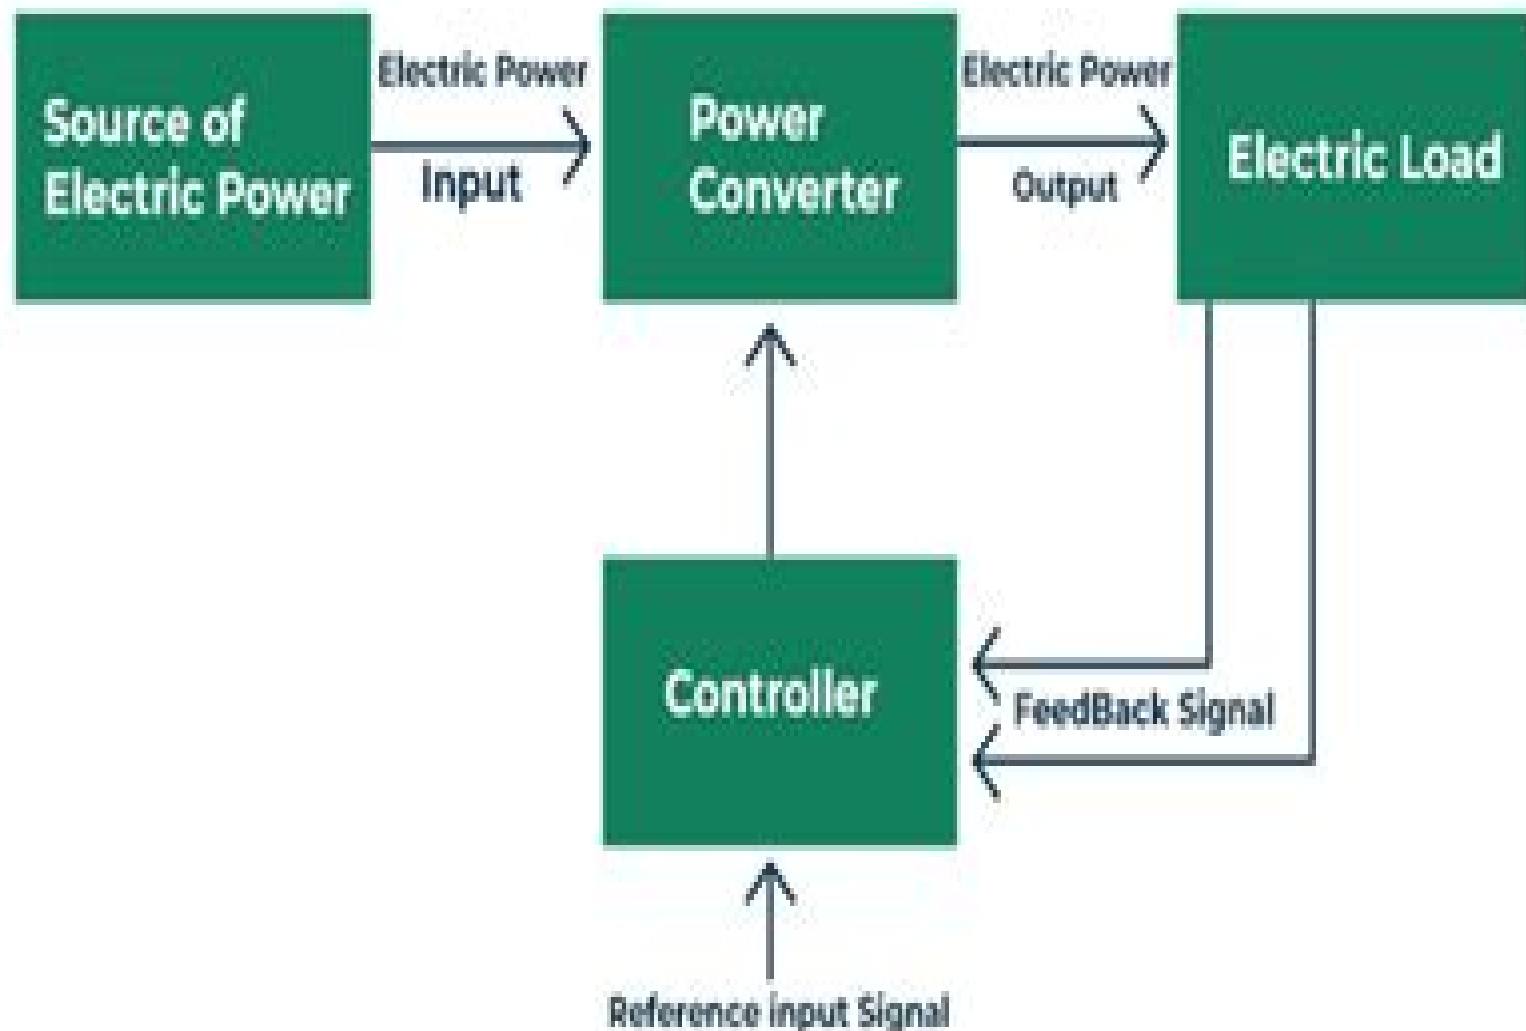 Source of
Electric Power
Electric Power
Input
Power
Converter
Electric Power
Output
Electric Load
Controller
FeedBack Signal
Reference input Signal